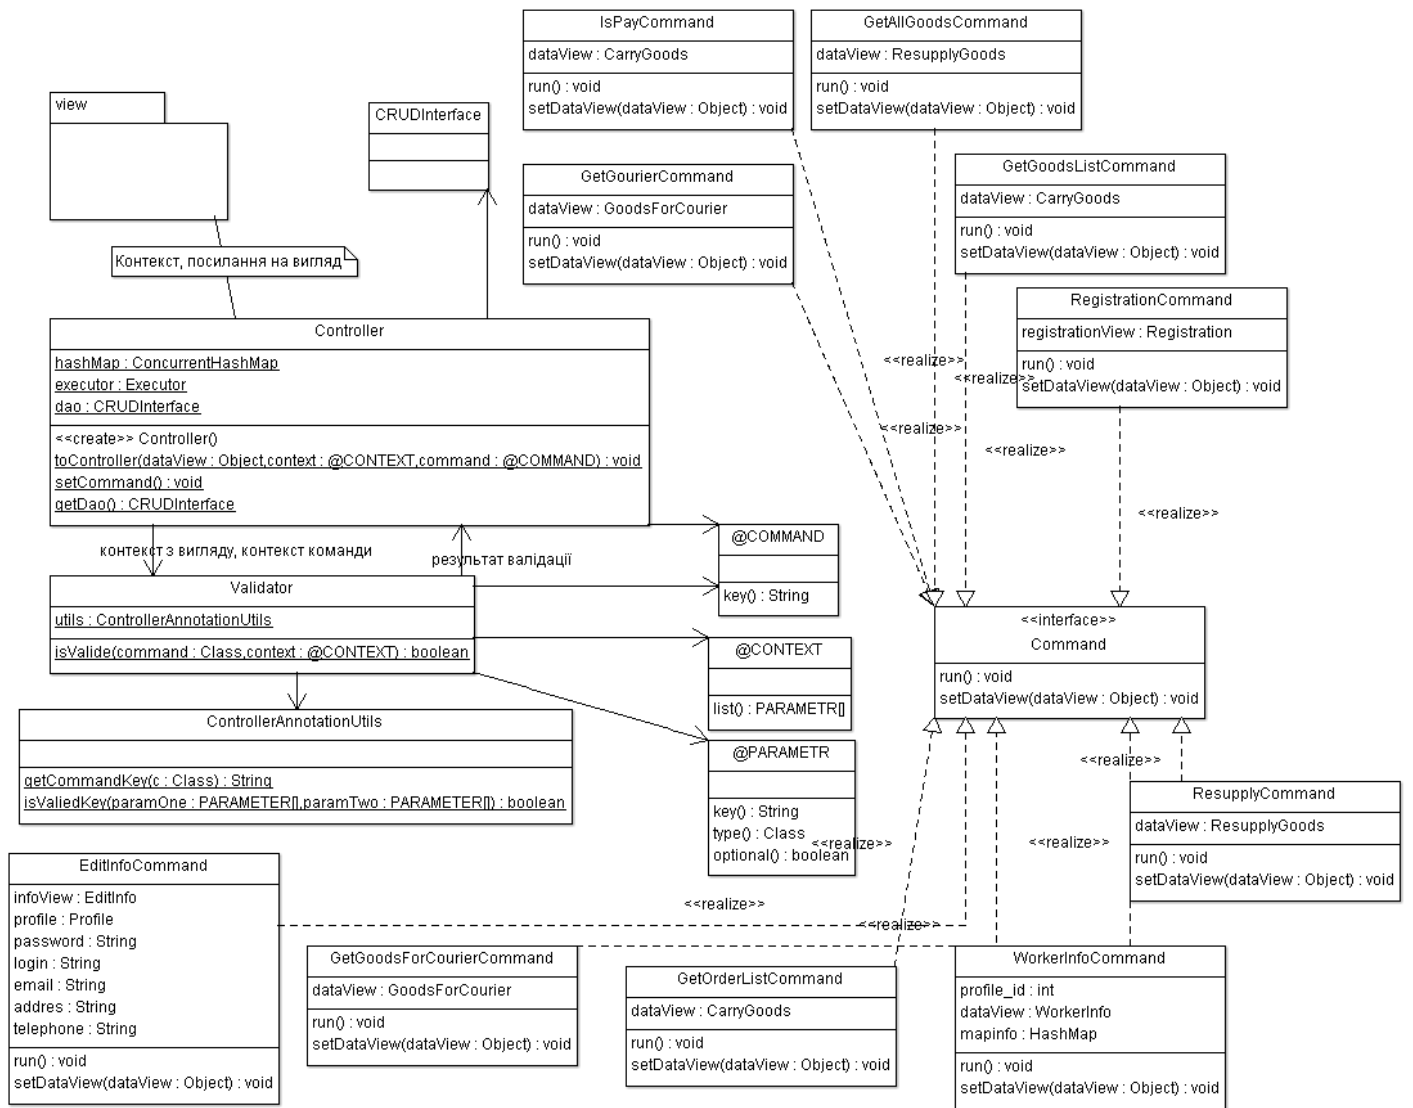 IsPayCommand
dataView : CarryGoods
run() : void
setDataView(dataView : Object) : void
GetAllGoodsCommand
dataView : ResupplyGoods
run() : void
setDataView(dataView : Object) : void
view
CRUDInterface
GetGourierCommand
dataView : GoodsForCourier
run() : void
setDataView(dataView : Object) : void
GetGoodsListCommand
dataView : CarryGoods
run() : void
setDataView(dataView : Object) : void
Контекст, посилання на вигляд
RegistrationCommand
registrationView : Registration
run() : void
setDataView(dataView : Object) : void
Controller
hashMap : ConcurrentHashMap
executor : Executor
dao : CRUDInterface
<<create>> Controller()
toController(dataView : Object,context : @CONTEXT,command : @COMMAND) : void
setCommand() : void
getDao() : CRUDInterface
<<realize>>
<<realize>>
<<realize>>
<<realize>>
<<realize>>
контекст з вигляду, контекст команди
результат валідації
@COMMAND
key() : String
Validator
utils : ControllerAnnotationUtils
isValide(command : Class,context : @CONTEXT) : boolean
@CONTEXT
list() : PARAMETR[]
<<interface>>
Command
run() : void
setDataView(dataView : Object) : void
ControllerAnnotationUtils
getCommandKey(c : Class) : String
isValiedKey(paramOne : PARAMETER[],paramTwo : PARAMETER[]) : boolean
@PARAMETR
key() : String
type() : Class
optional() : boolean
<<realize>>
<<realize>>
<<realize>>
<<realize>>
<<realize>>
ResupplyCommand
dataView : ResupplyGoods
run() : void
setDataView(dataView : Object) : void
EditInfoCommand
infoView : EditInfo
profile : Profile
password : String
login : String
email : String
addres : String
telephone : String
run() : void
setDataView(dataView : Object) : void
GetGoodsForCourierCommand
dataView : GoodsForCourier
run() : void
setDataView(dataView : Object) : void
GetOrderListCommand
dataView : CarryGoods
run() : void
setDataView(dataView : Object) : void
WorkerInfoCommand
profile_id : int
dataView : WorkerInfo
mapinfo : HashMap
run() : void
setDataView(dataView : Object) : void